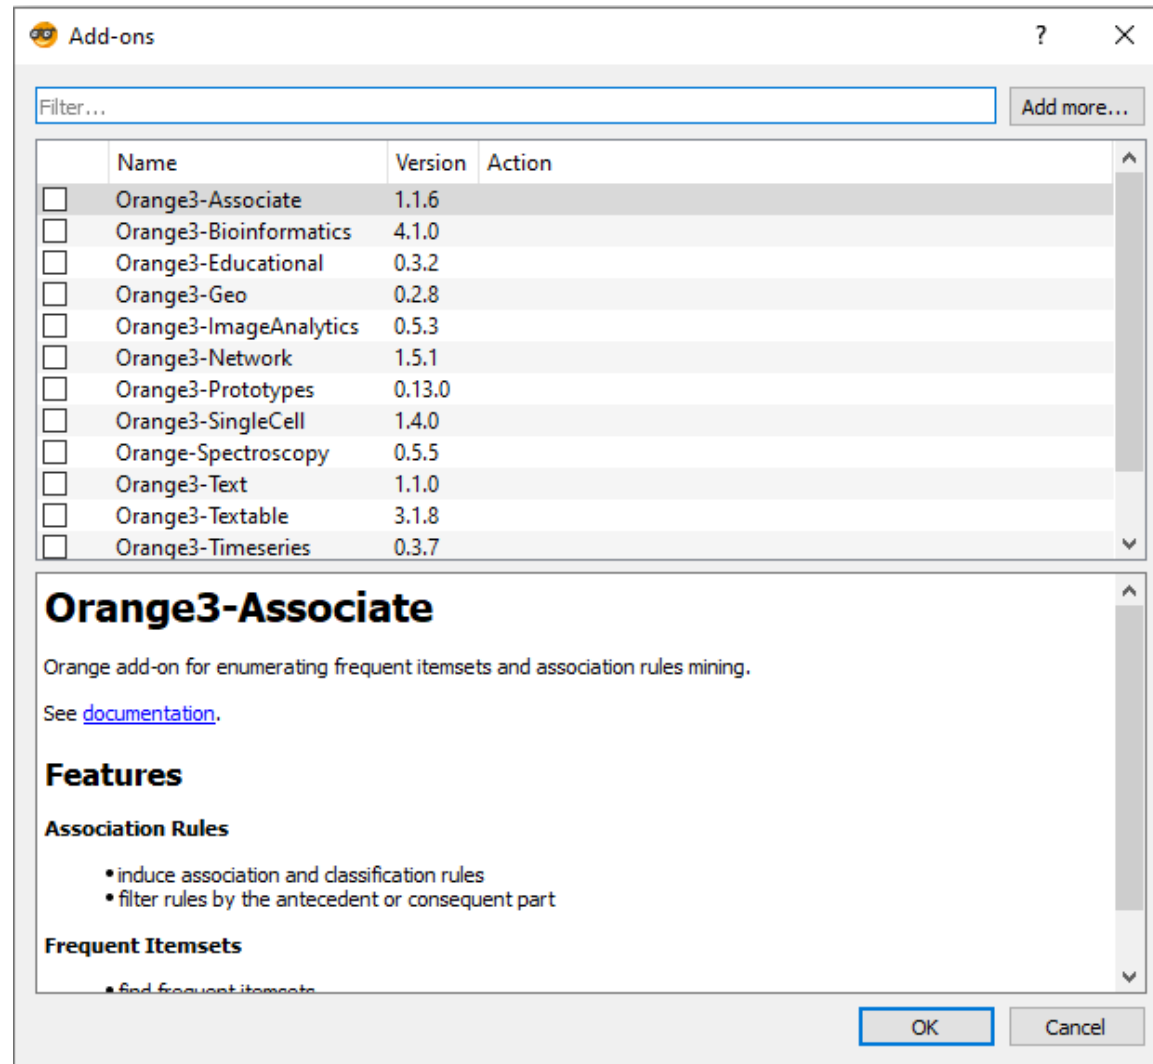 Add-ons
Filter...
Add more...
Name Version Action
Orange3-Associate 1.1.6
Orange3-Bioinformatics 4.1.0
Orange3-Educational 0.3.2
Orange3-Geo 0.2.8
Orange3-ImageAnalytics 0.5.3
Orange3-Network 1.5.1
Orange3-Prototypes 0.13.0
Orange3-SingleCell 1.4.0
Orange-Spectroscopy 0.5.5
Orange3-Text 1.1.0
Orange3-Textable 3.1.8
Orange3-Timeseries 0.3.7
Orange3-Associate
Orange add-on for enumerating frequent itemsets and association rules mining.
See documentation.
Features
Association Rules
• induce association and classification rules
• filter rules by the antecedent or consequent part
Frequent Itemsets
• find frequent itemsets
OK
Cancel